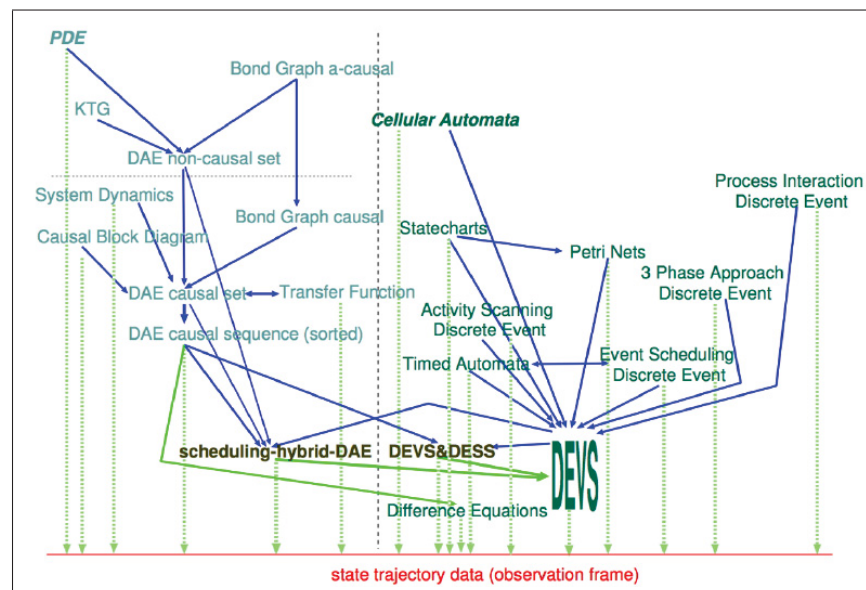 PDE
Bond Graph a-causal
KTG
Cellular Automata
DAE non-causal set
Process Interaction
Discrete Event
System Dynamics
Bond Graph causal
Statecharts
Causal Block Diagram
Petri Nets
3 Phase Approach
Discrete Event
DAE causal set
Transfer Function
Activity Scanning
Discrete Event
DAE causal sequence (sorted)
Timed Automata
Event Scheduling
Discrete Event
scheduling-hybrid-DAE
DEVS&DESS
DEVS
Difference Equations
state trajectory data (observation frame)